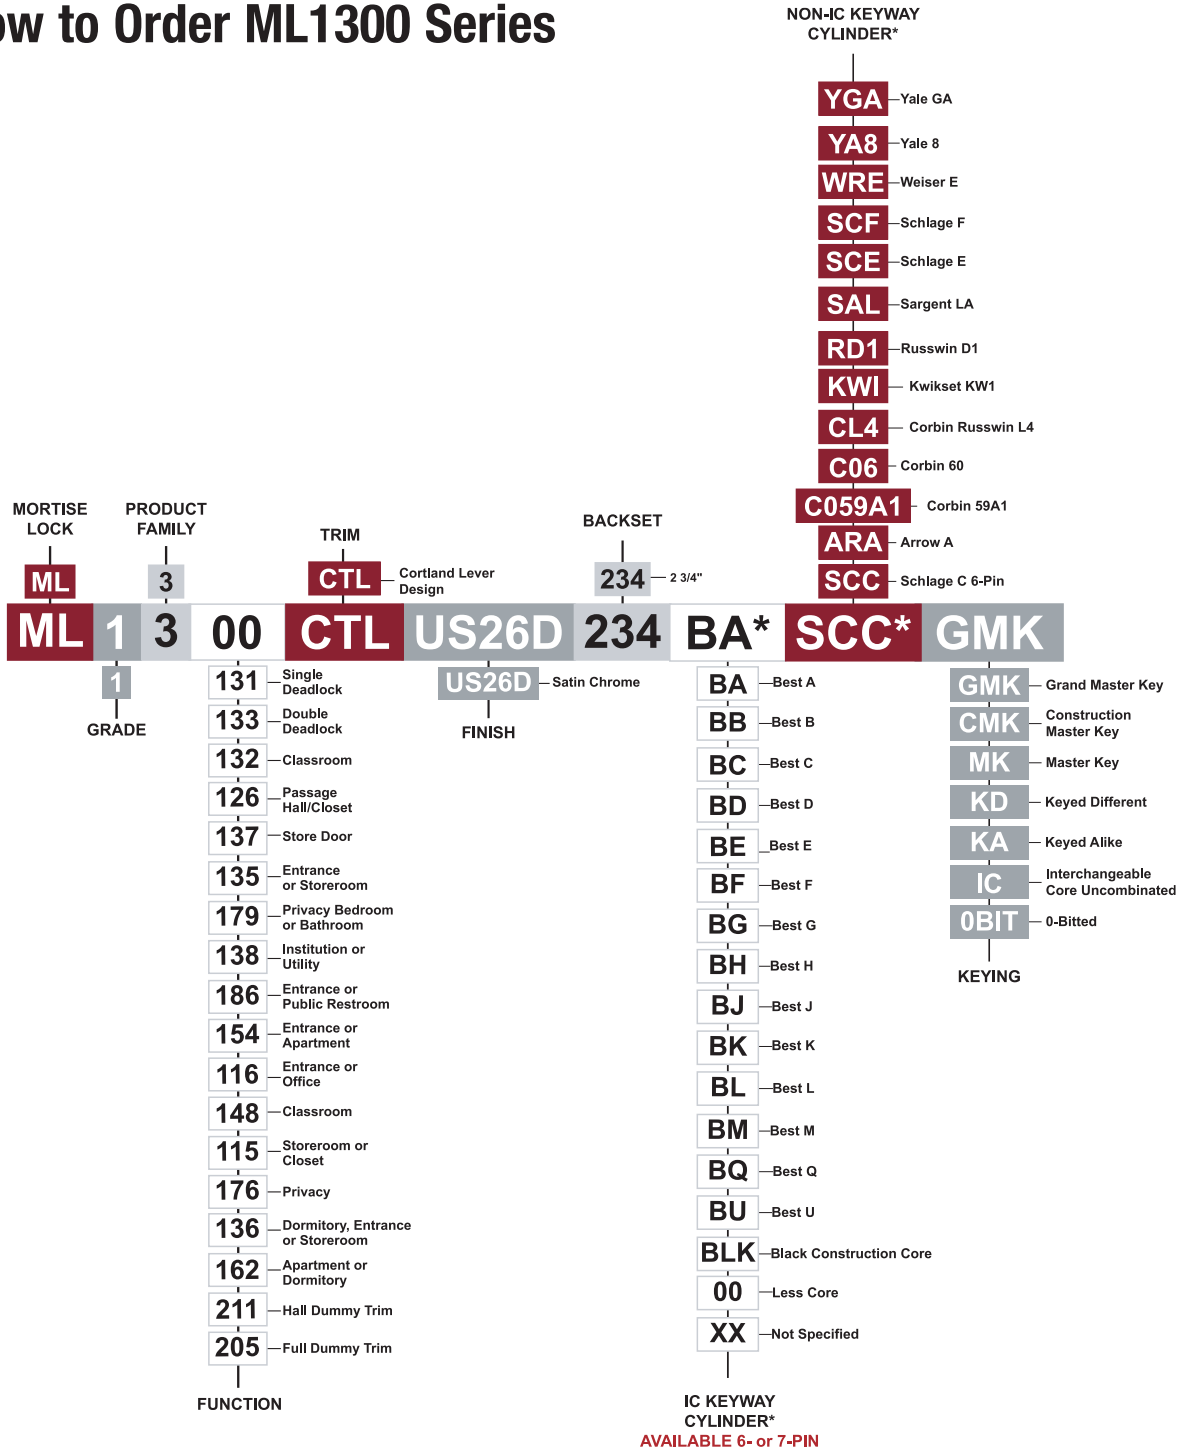 ow to Order ML1300 Series
NON-IC KEYWAY
CYLINDER*
YGA Yale GA
YA8 Yale 8
WRE Weiser E
SCF Schlage F
SCE Schlage E
SAL Sargent LA
RD1 Russwin D1
KWI Kwikset KW1
CL4 Corbin Russwin L4
C06 Corbin 60
C059A1 Corbin 59A1
ARA Arrow A
SCC Schlage C 6-Pin
MORTISE
LOCK
ML
PRODUCT
FAMILY
3
TRIM
CTL Cortland Lever
Design
BACKSET
234 2 3/4"
ML 1 3 00 CTL US26D 234 BA* SCC* GMK
1
GRADE
131 Single
Deadlock
133 Double
Deadlock
132 Classroom
126 Passage
Hall/Closet
137 Store Door
135 Entrance
or Storeroom
179 Privacy Bedroom
or Bathroom
138 Institution or
Utility
186 Entrance or
Public Restroom
154 Entrance or
Apartment
116 Entrance or
Office
148 Classroom
115 Storeroom or
Closet
176 Privacy
136 Dormitory, Entrance
or Storeroom
162 Apartment or
Dormitory
211 Hall Dummy Trim
205 Full Dummy Trim
FUNCTION
US26D Satin Chrome
FINISH
BA Best A
BB Best B
BC Best C
BD Best D
BE Best E
BF Best F
BG Best G
BH Best H
BJ Best J
BK Best K
BL Best L
BM Best M
BQ Best Q
BU Best U
BLK Black Construction Core
00 Less Core
XX Not Specified
IC KEYWAY
CYLINDER*
AVAILABLE 6- or 7-PIN
GMK Grand Master Key
CMK Construction
Master Key
MK Master Key
KD Keyed Different
KA Keyed Alike
IC Interchangeable
Core Uncombinated
0BIT 0-Bitted
KEYING